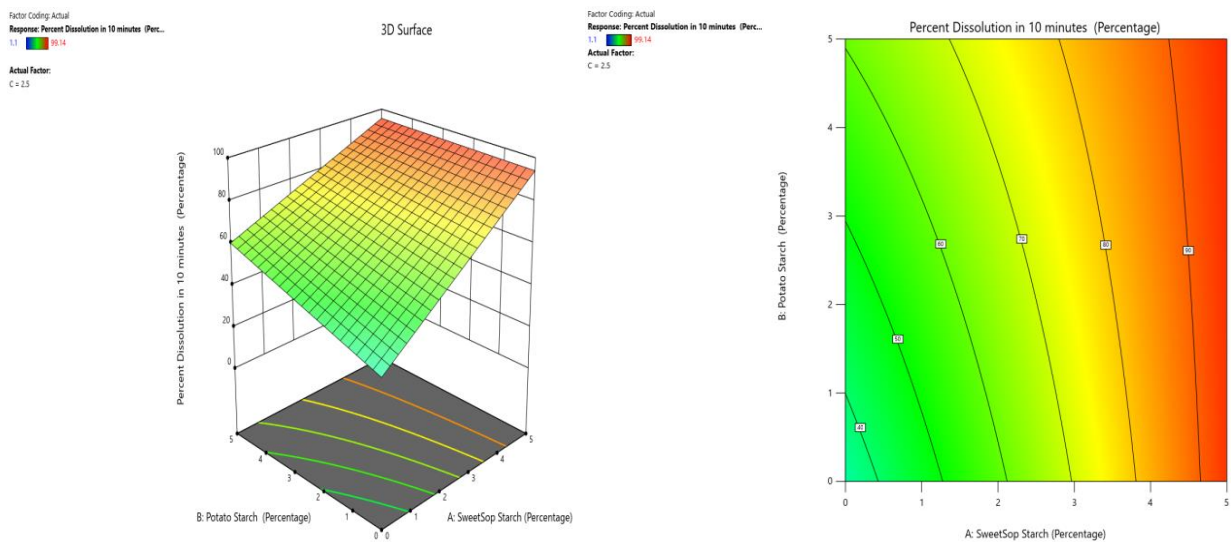 Factor Coding: Actual
Response: Percent Dissolution in 10 minutes (Perc...
1.1 99.14
Actual Factor:
C = 2.5
3D Surface
Percent Dissolution in 10 minutes (Percentage)
100
80
60
40
20
0
5
4
3
2
1
0
0
1
2
3
4
5
B: Potato Starch (Percentage)
A: SweetSop Starch (Percentage)
Factor Coding: Actual
Response: Percent Dissolution in 10 minutes (Perc...
1.1 99.14
Actual Factor:
C = 2.5
Percent Dissolution in 10 minutes (Percentage)
B: Potato Starch (Percentage)
5
4
3
2
1
0
40
50
60
70
80
90
0 1 2 3 4 5
A: SweetSop Starch (Percentage)